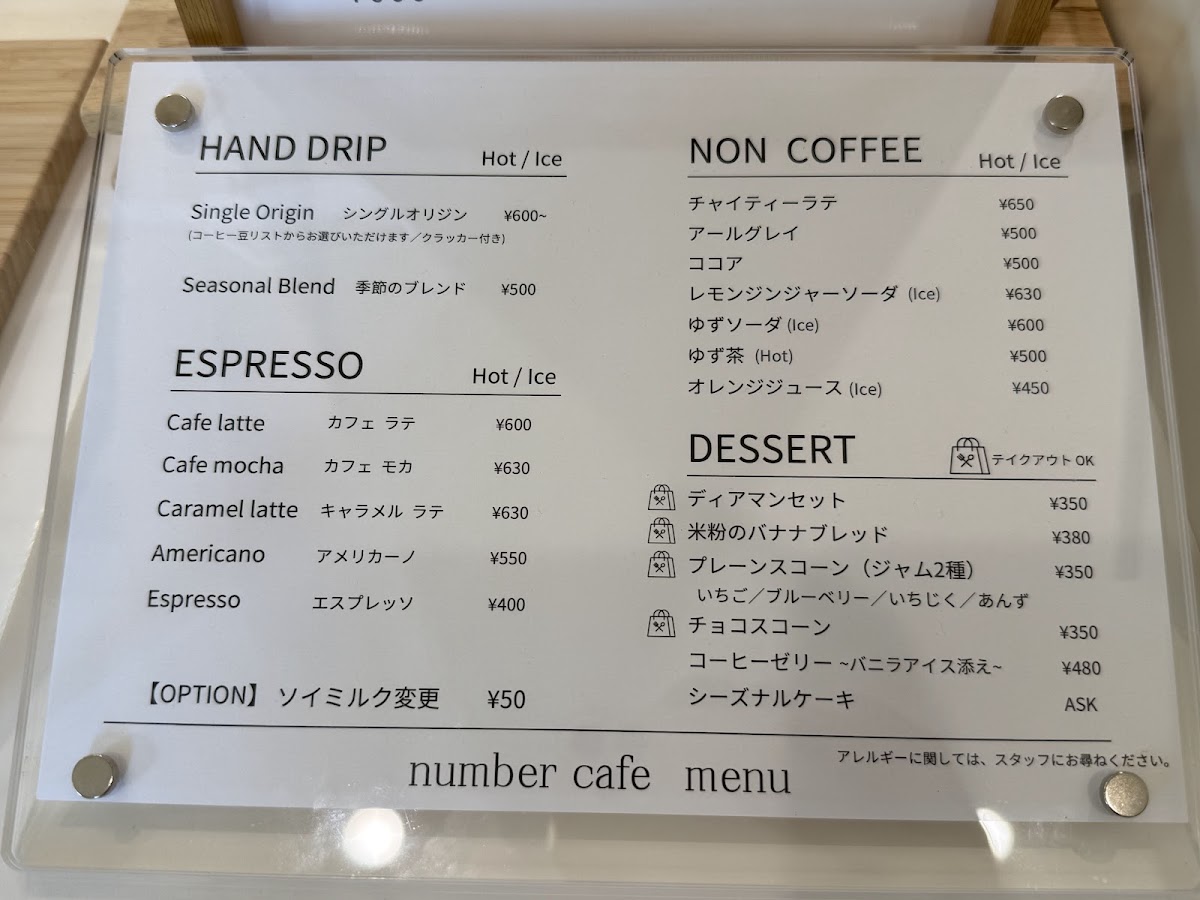 HAND DRIP Hot / Ice
Single Origin シングルオリジン ¥600~
(コーヒー豆リストからお選びいただけます／クラッカー付き)
Seasonal Blend 季節のブレンド ¥500
ESPRESSO Hot / Ice
Cafe latte カフェ ラテ ¥600
Cafe mocha カフェ モカ ¥630
Caramel latte キャラメル ラテ ¥630
Americano アメリカーノ ¥550
Espresso エスプレッソ ¥400
【OPTION】 ソイミルク変更 ¥50
NON COFFEE Hot / Ice
チャイティーラテ ¥650
アールグレイ ¥500
ココア ¥500
レモンジンジャーソーダ (Ice) ¥630
ゆずソーダ (Ice) ¥600
ゆず茶 (Hot) ¥500
オレンジジュース (Ice) ¥450
DESSERT テイクアウト OK
ディアマンセット ¥350
米粉のバナナブレッド ¥380
プレーンスコーン（ジャム2種） ¥350
いちご／ブルーベリー／いちじく／あんず
チョコスコーン ¥350
コーヒーゼリー ~バニラアイス添え~ ¥480
シーズナルケーキ ASK
アレルギーに関しては、スタッフにお尋ねください。
number cafe menu